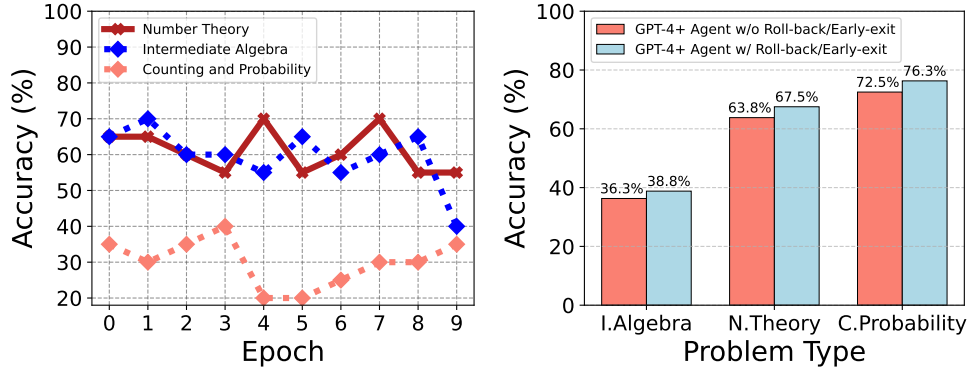 100
90
80
70
60
50
40
30
20
Accuracy (%)
Number Theory
Intermediate Algebra
Counting and Probability
0 1 2 3 4 5 6 7 8 9
Epoch
100
80
60
40
20
0
Accuracy (%)
GPT-4+ Agent w/o Roll-back/Early-exit
GPT-4+ Agent w/ Roll-back/Early-exit
36.3% 38.8%
63.8% 67.5%
72.5% 76.3%
I.Algebra N.Theory C.Probability
Problem Type